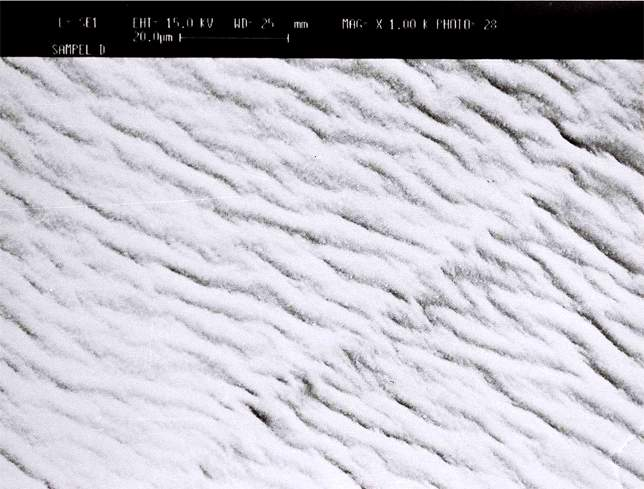 L- SE1 EHT- 15.0 KV WD- 25 mm MAG- X 1.00 K PHOTO- 28
20.0µm
SAMPEL D